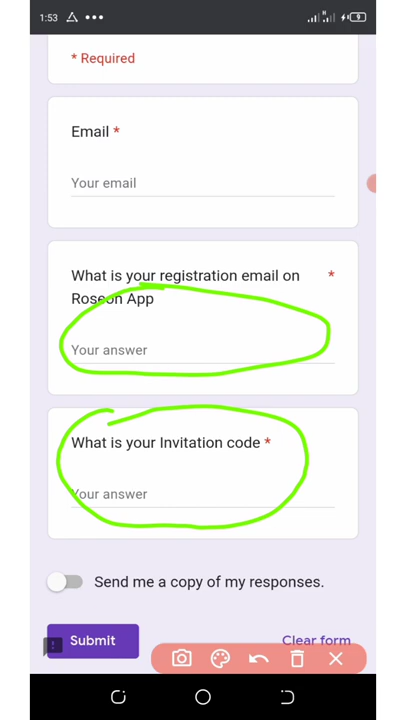 1:53
9
* Required
Email *
Your email
What is your registration email on *
Roseon App
Your answer
What is your Invitation code *
Your answer
Send me a copy of my responses.
Submit
Clear form